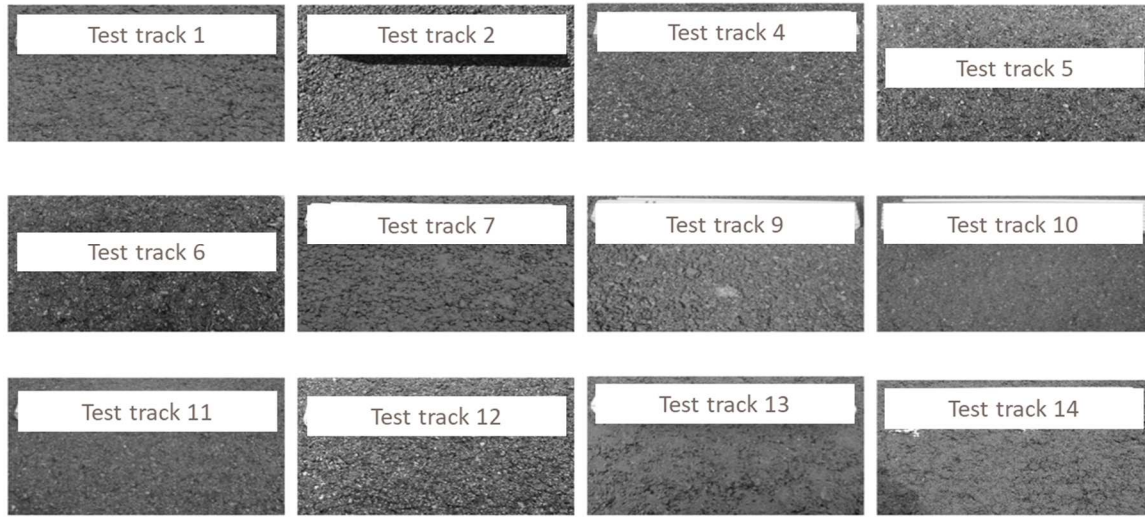 Test track 1
Test track 2
Test track 4
Test track 5
Test track 6
Test track 7
Test track 9
Test track 10
Test track 11
Test track 12
Test track 13
Test track 14